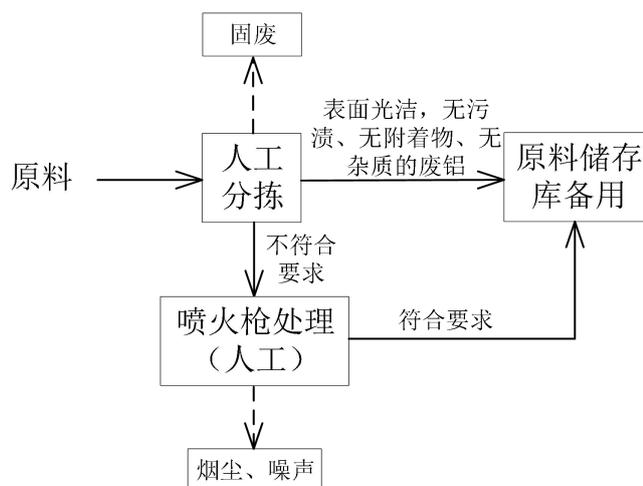 固废
表面光洁，无污
渍、无附着物、无
杂质的废铝
原料
人工
分拣
原料储存
库备用
不符合
要求
喷火枪处理
（人工）
符合要求
烟尘、噪声